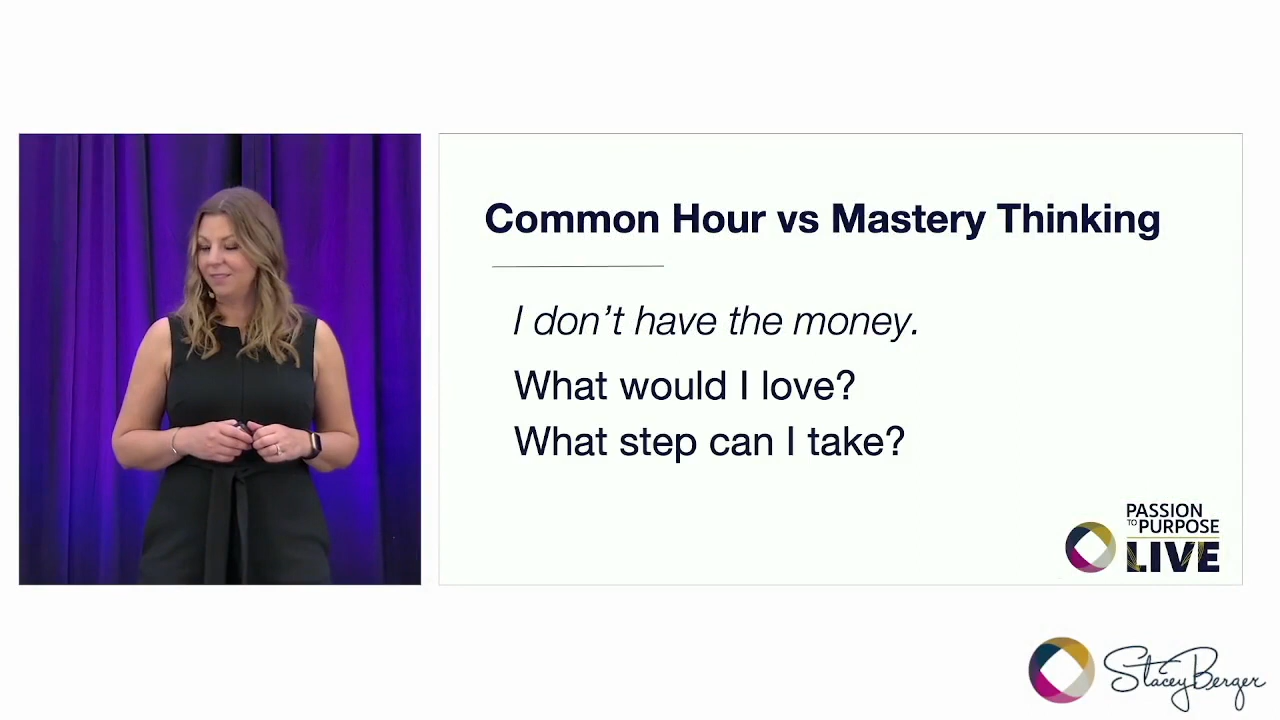 Common Hour vs Mastery Thinking
I don’t have the money.
What would I love?
What step can I take?
PASSION
TO PURPOSE
LIVE
Stacey Berger